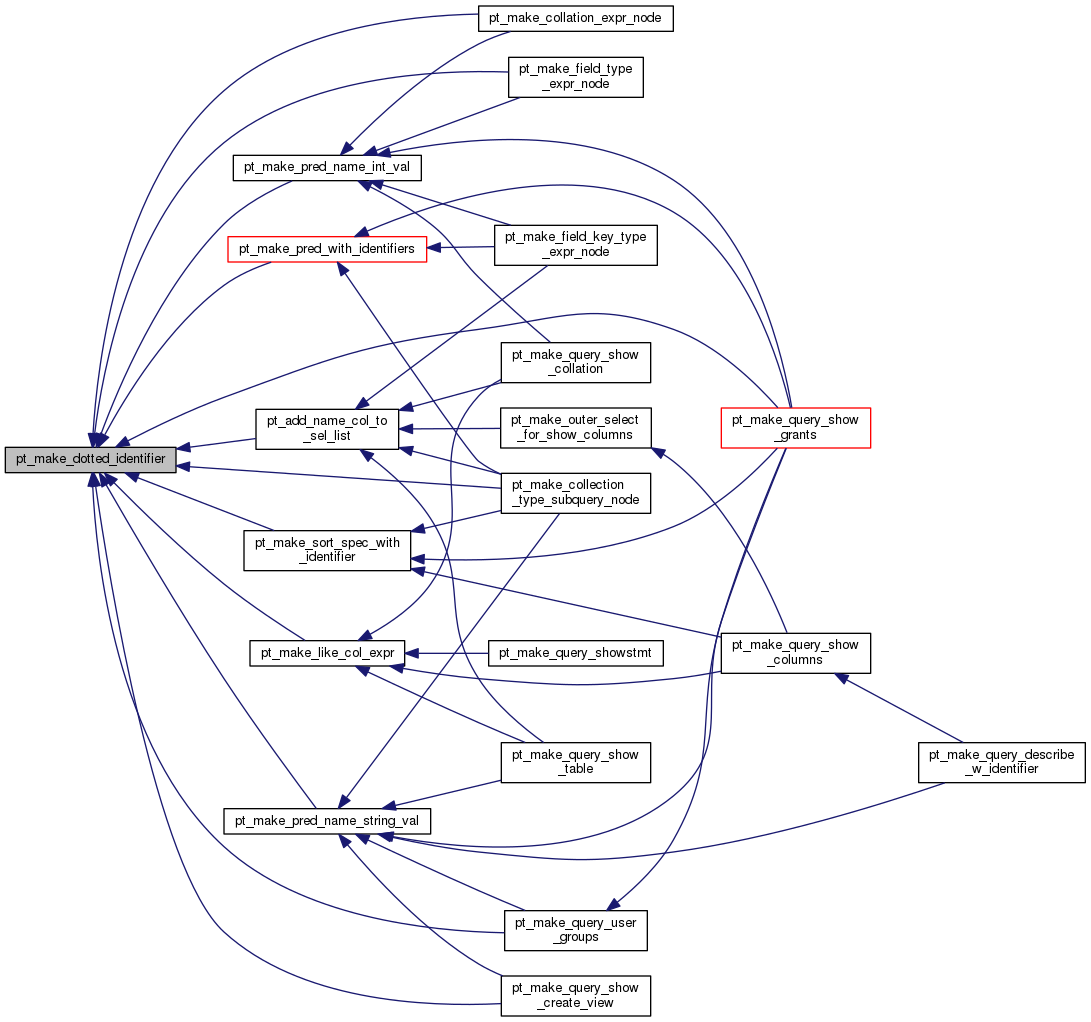 pt_make_collation_expr_node
pt_make_field_type
_expr_node
pt_make_pred_name_int_val
pt_make_field_key_type
_expr_node
pt_make_pred_with_identifiers
pt_make_query_show
_collation
pt_add_name_col_to
_sel_list
pt_make_outer_select
_for_show_columns
pt_make_query_show
_grants
pt_make_dotted_identifier
pt_make_collection
_type_subquery_node
pt_make_sort_spec_with
_identifier
pt_make_like_col_expr
pt_make_query_showstmt
pt_make_query_show
_columns
pt_make_query_show
_table
pt_make_query_describe
_w_identifier
pt_make_pred_name_string_val
pt_make_query_user
_groups
pt_make_query_show
_create_view